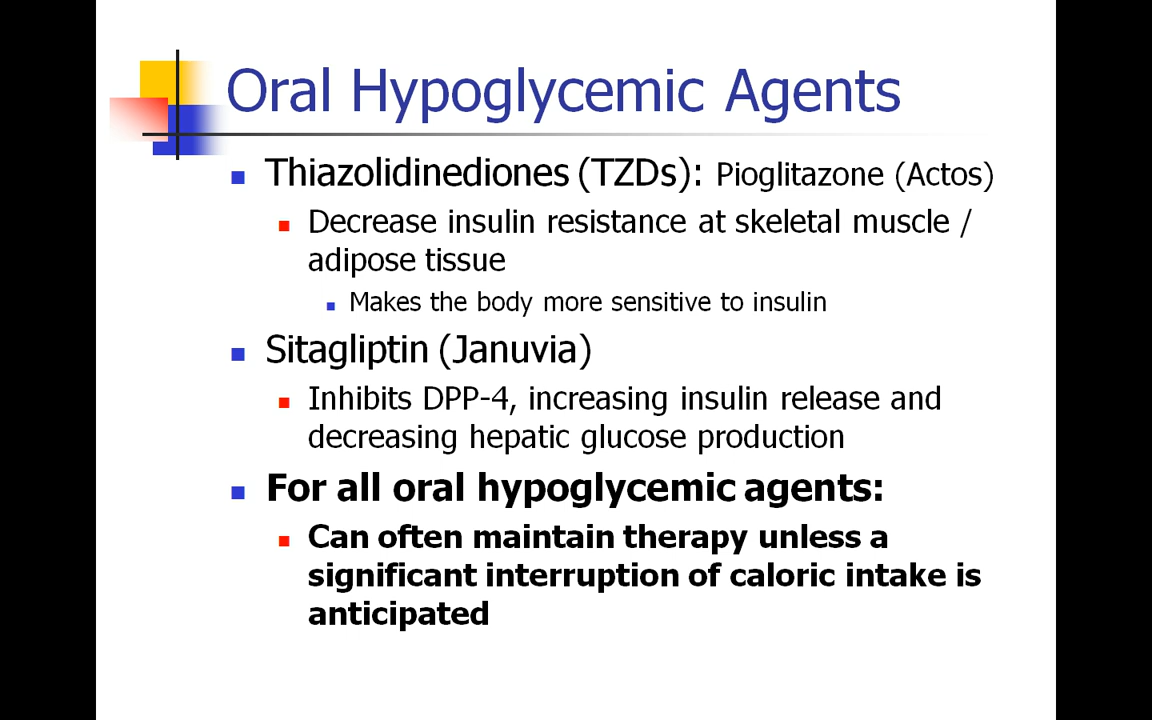 Oral Hypoglycemic Agents
Thiazolidinediones (TZDs): Pioglitazone (Actos)
Decrease insulin resistance at skeletal muscle /
adipose tissue
Makes the body more sensitive to insulin
Sitagliptin (Januvia)
Inhibits DPP-4, increasing insulin release and
decreasing hepatic glucose production
For all oral hypoglycemic agents:
Can often maintain therapy unless a
significant interruption of caloric intake is
anticipated